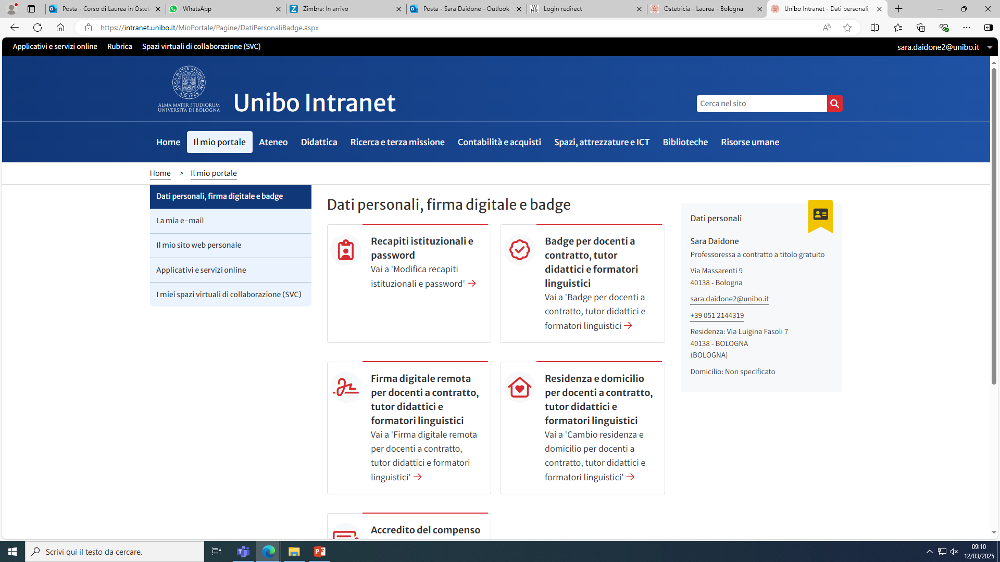 Posta - Corso di Laurea in Ostet
WhatsApp
Zimbra: In arrivo
Posta - Sara Daidone - Outlook
Login redirect
Ostetricia - Laurea - Bologna
Unibo Intranet - Dati personali,
https://intranet.unibo.it/MioPortale/Pagine/DatiPersonaliBadge.aspx
Applicativi e servizi online
Rubrica
Spazi virtuali di collaborazione (SVC)
sara.daidone2@unibo.it
ALMA MATER STUDIORUM
A.D. 1088
ALMA MATER STUDIORUM
UNIVERSITÀ DI BOLOGNA
Unibo Intranet
Cerca nel sito
Home
Il mio portale
Ateneo
Didattica
Ricerca e terza missione
Contabilità e acquisti
Spazi, attrezzature e ICT
Biblioteche
Risorse umane
Home > Il mio portale
Dati personali, firma digitale e badge
La mia e-mail
Il mio sito web personale
Applicativi e servizi online
I miei spazi virtuali di collaborazione (SVC)
Dati personali, firma digitale e badge
Recapiti istituzionali e
password
Vai a 'Modifica recapiti
istituzionali e password'
Badge per docenti a
contratto, tutor
didattici e formatori
linguistici
Vai a 'Badge per docenti a
contratto, tutor didattici e
formatori linguistici
Firma digitale remota
per docenti a contratto,
tutor didattici e
formatori linguistici
Vai a 'Firma digitale remota
per docenti a contratto,
tutor didattici e formatori
linguistici'
Residenza e domicilio
per docenti a contratto,
tutor didattici e
formatori linguistici
Vai a 'Cambio residenza e
domicilio per docenti a
contratto, tutor didattici e
formatori linguistici'
Accredito del compenso
Dati personali
Sara Daidone
Professoressa a contratto a titolo gratuito
Via Massarenti 9
40138 - Bologna
sara.daidone2@unibo.it
+39 051 2144319
Residenza: Via Luigina Fasoli 7
40138 - BOLOGNA
(BOLOGNA)
Domicilio: Non specificato
Scrivi qui il testo da cercare.
09:10
12/03/2025